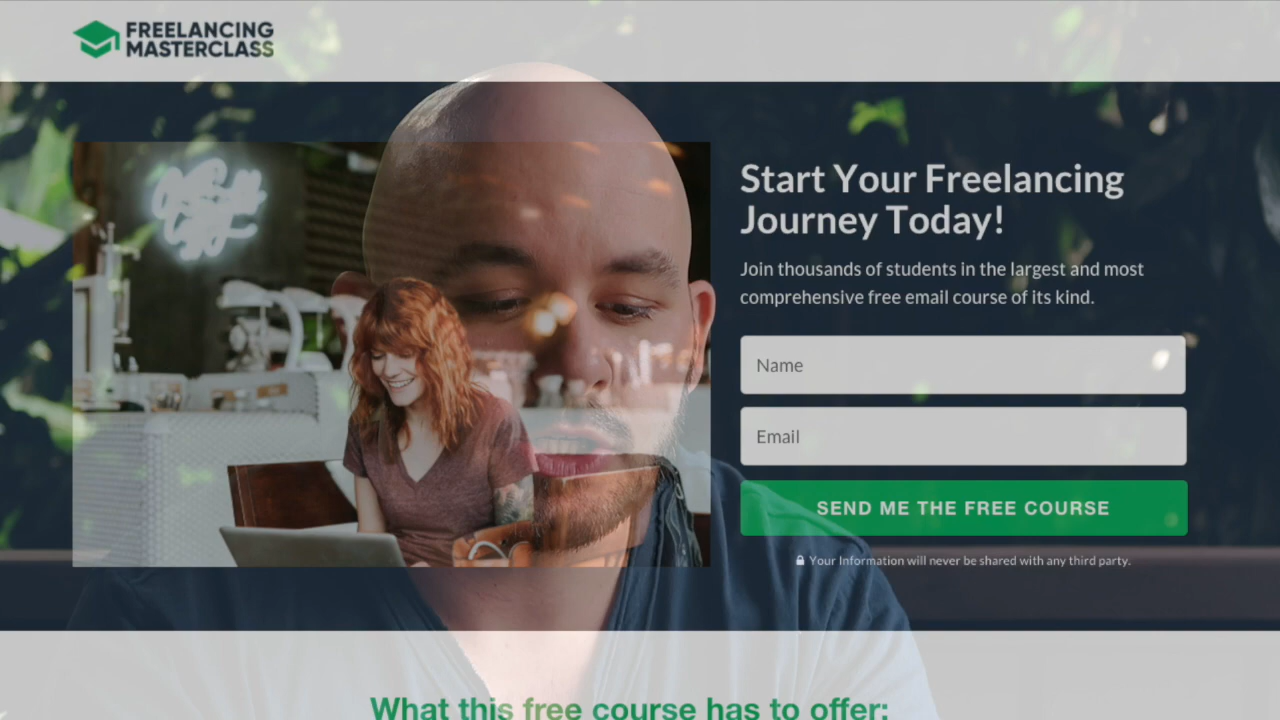 FREELANCING
MASTERCLASS
Start Your Freelancing
Journey Today!
Join thousands of students in the largest and most
comprehensive free email course of its kind.
Name
Email
SEND ME THE FREE COURSE
Your Information will never be shared with any third party.
What this free course has to offer: